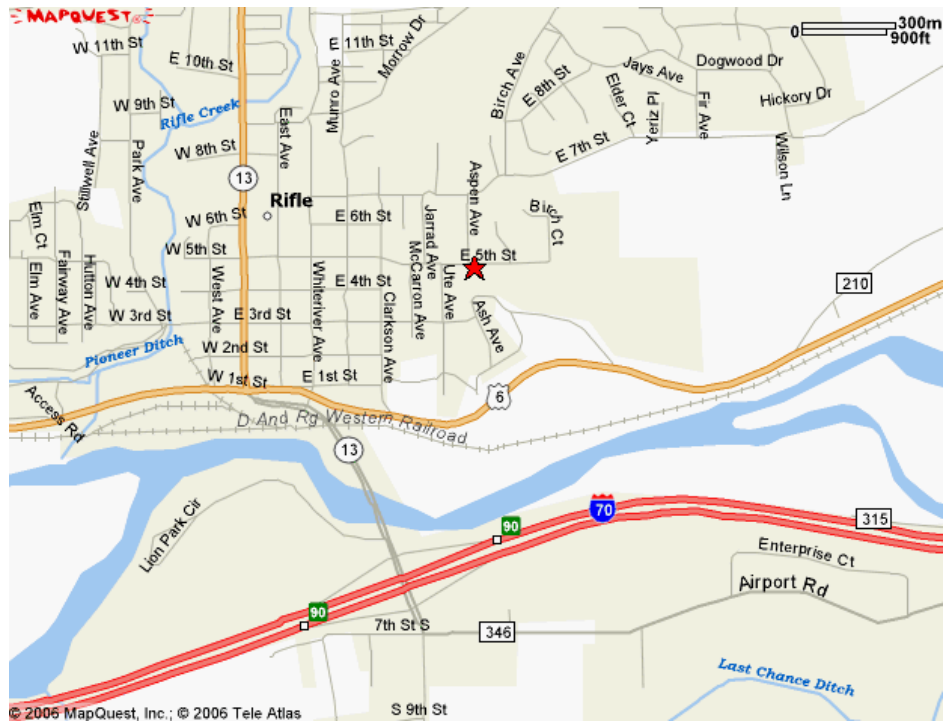 MAPQUEST
300m
0
900ft
W 11th St
E 11th St
Morrow Dr
E 10th St
Munro Ave
Birch Ave
E 8th St
Jays Ave
Dogwood Dr
Hickory Dr
Elder Ct
Yentz Pl
Fir Ave
Wilson Ln
W 9th St
Rifle Creek
Stillwell Ave
Park Ave
East Ave
W 8th St
E 7th St
13
Rifle
Aspen Ave
W 6th St
E 6th St
Jarrad Ave
Birch Ct
Elm Ct
W 5th St
E 5th St
Fairway Ave
Hutton Ave
Elm Ave
W 4th St
West Ave
Whiteriver Ave
E 4th St
McCarron Ave
Ute Ave
210
W 3rd St
E 3rd St
Clarkson Ave
Ash Ave
Pioneer Ditch
W 2nd St
W 1st St
E 1st St
6
Access Rd
D And Rg Western Railroad
13
Lion Park Cir
90
70
315
Enterprise Ct
Airport Rd
90
7th St S
346
Last Chance Ditch
S 9th St
© 2006 MapQuest, Inc.; © 2006 Tele Atlas